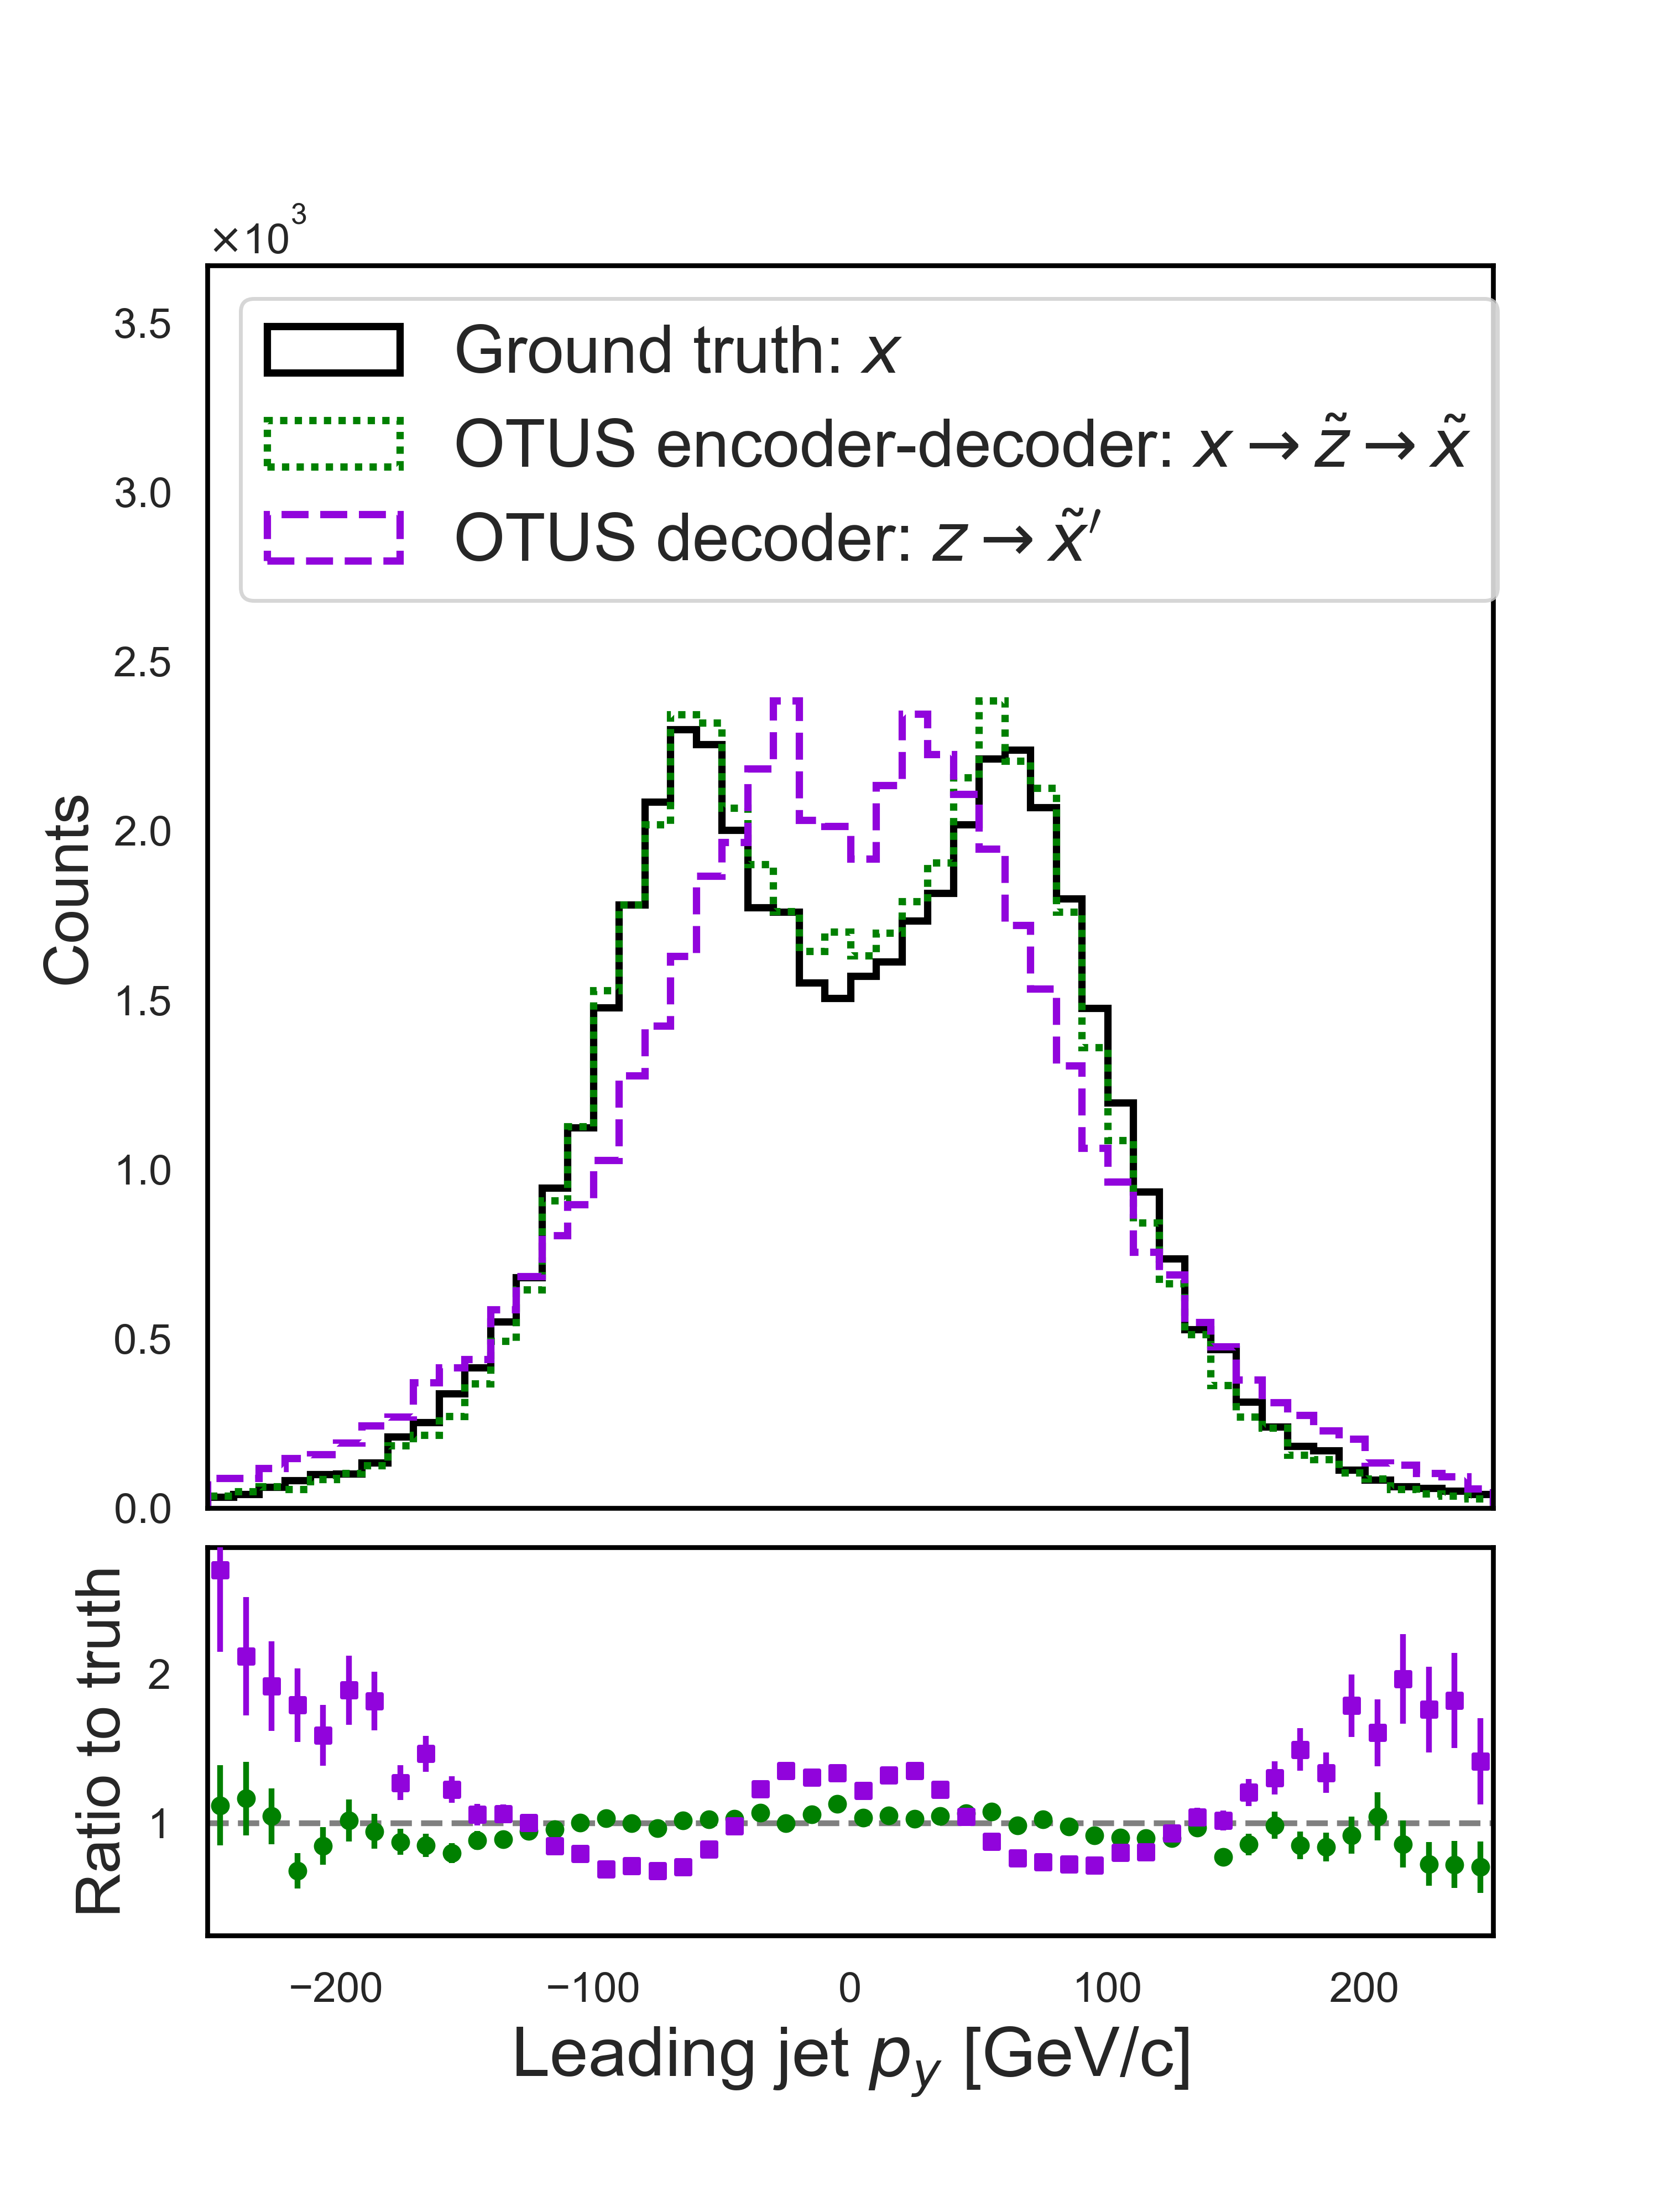 ×10³
3.5
Ground truth: x
OTUS encoder-decoder: x → z̃ → x̃
3.0
OTUS decoder: z → x̃′
2.5
2.0
Counts
1.5
1.0
0.5
0.0
Ratio to truth
2
1
−200 −100 0 100 200
Leading jet p_y [GeV/c]